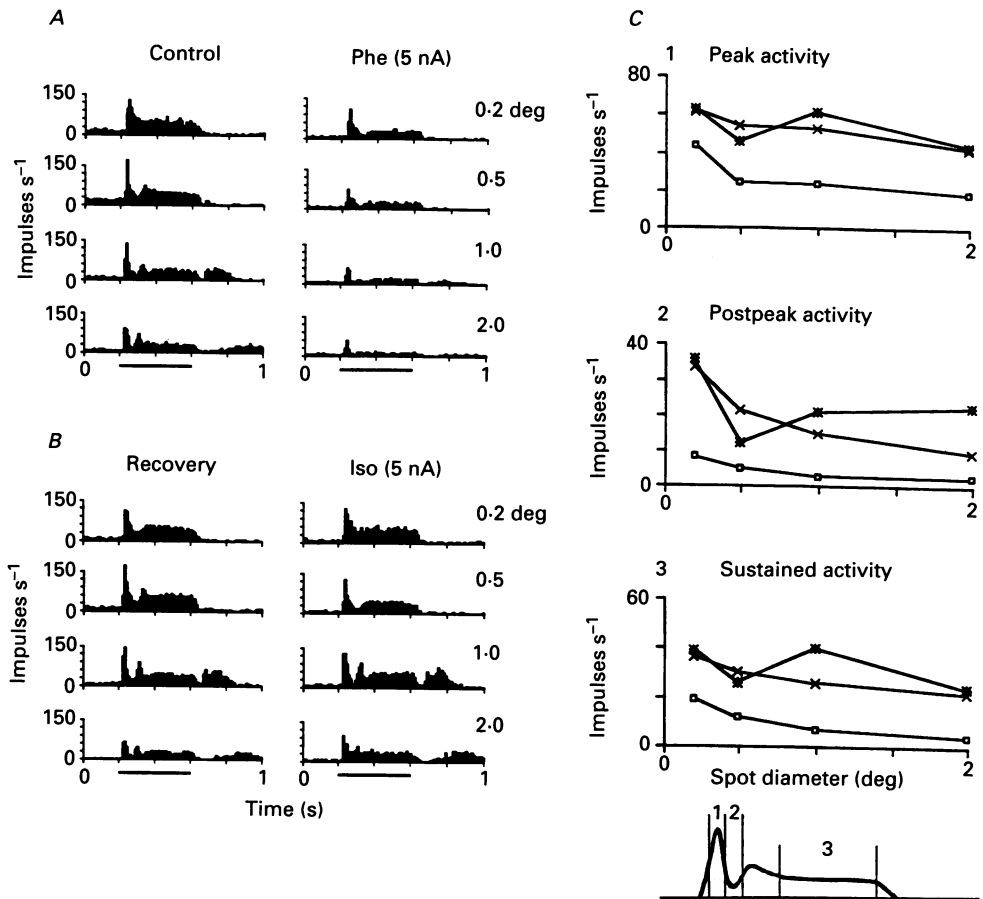 A
Control
Phe (5 nA)
150
0
0·2 deg
150
0
0·5
150
0
1·0
150
0
2·0
0
1
0
1
Impulses s⁻¹
B
Recovery
Iso (5 nA)
150
0
0·2 deg
150
0
0·5
150
0
1·0
150
0
2·0
0
1
0
1
Impulses s⁻¹
Time (s)
C
1 Peak activity
80
0
0
2
Impulses s⁻¹
2 Postpeak activity
40
0
0
2
Impulses s⁻¹
3 Sustained activity
60
0
0
2
Impulses s⁻¹
Spot diameter (deg)
1 2
3